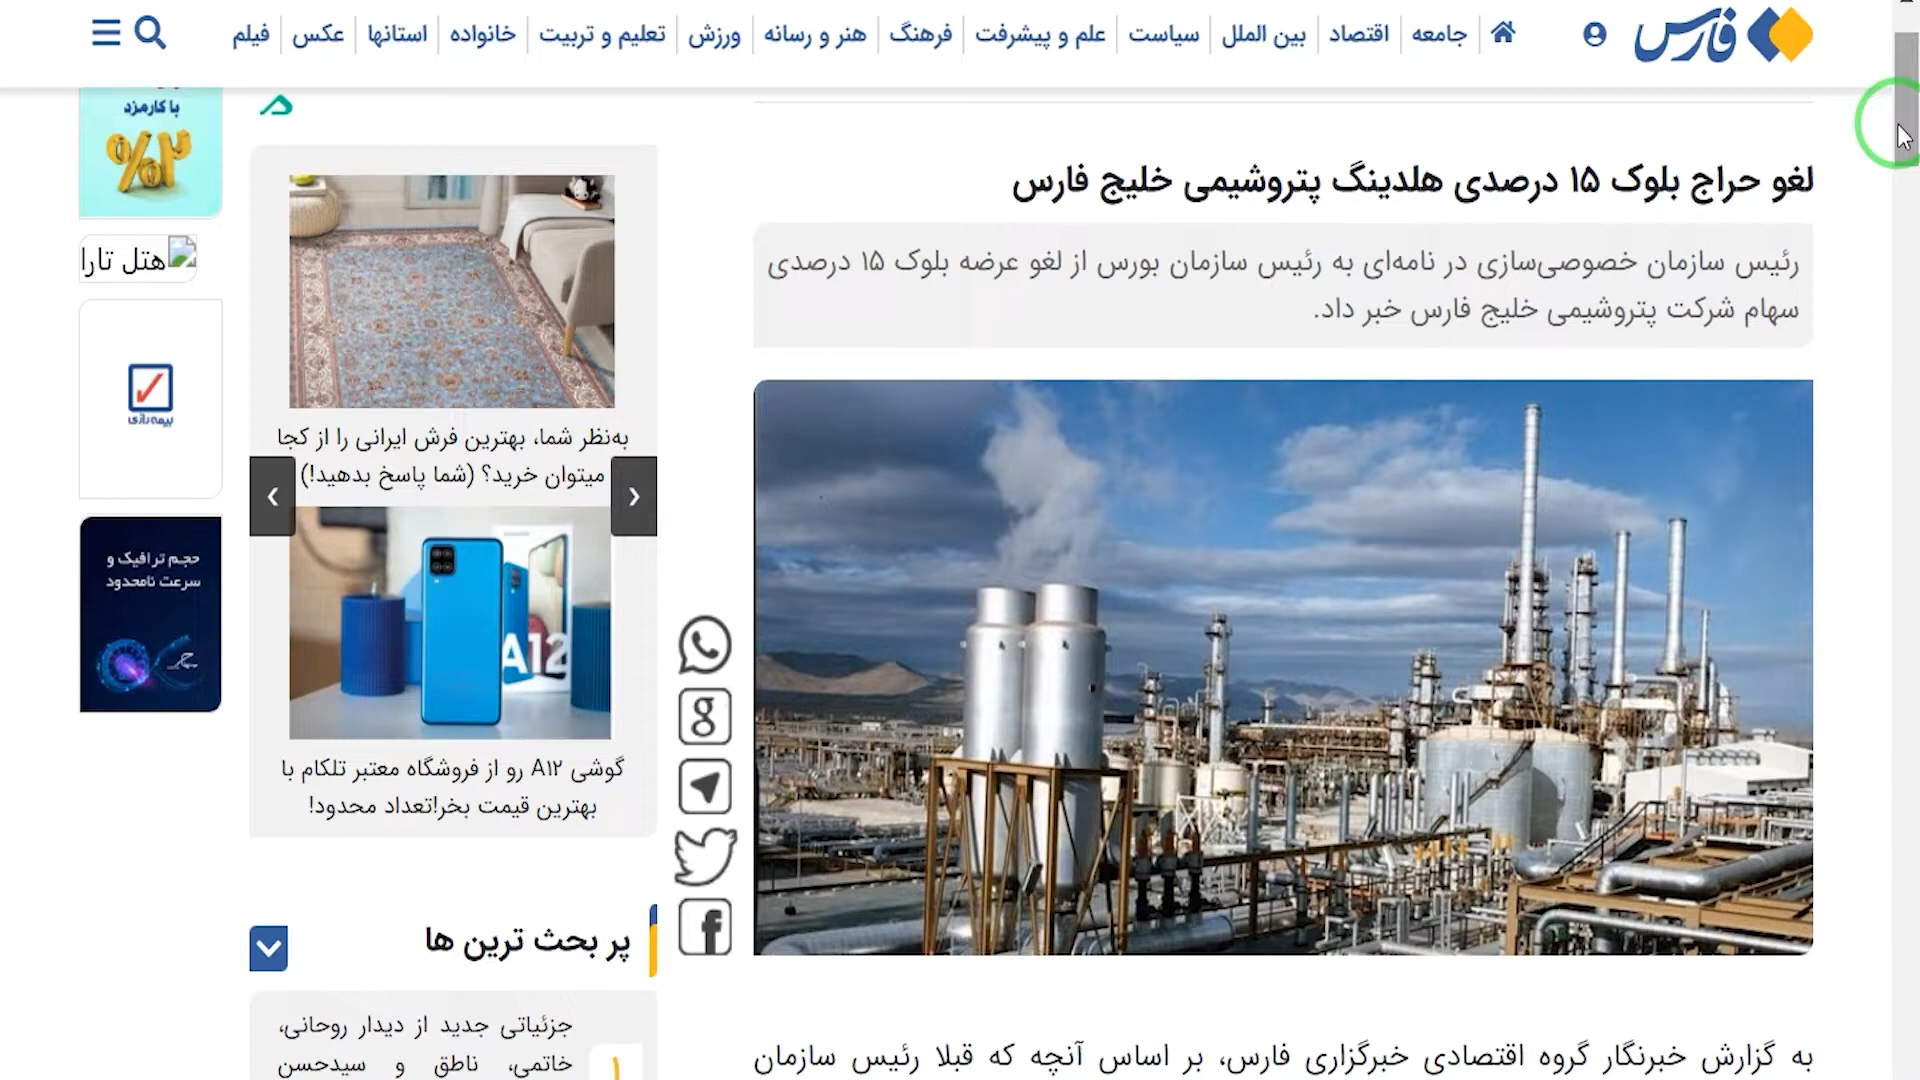 فارس
جامعه
اقتصاد
بین الملل
سیاست
علم و پیشرفت
فرهنگ
هنر و رسانه
ورزش
تعلیم و تربیت
خانواده
استانها
عکس
فیلم
لغو حراج بلوک ۱۵ درصدی هلدینگ پتروشیمی خلیج فارس
رئیس سازمان خصوصی‌سازی در نامه‌ای به رئیس سازمان بورس از لغو عرضه بلوک ۱۵ درصدی
سهام شرکت پتروشیمی خلیج فارس خبر داد.
به گزارش خبرنگار گروه اقتصادی خبرگزاری فارس، بر اساس آنچه که قبلا رئیس سازمان
به‌نظر شما، بهترین فرش ایرانی را از کجا
میتوان خرید؟ (شما پاسخ بدهید!)
A12
گوشی A۱۲ رو از فروشگاه معتبر تلکام با
بهترین قیمت بخر!تعداد محدود!
پر بحث ترین ها
۱
جزئیاتی جدید از دیدار روحانی،
خاتمی، ناطق و سیدحسن
با کارمزد
%۲
هتل تارا
بیمه رازی
حجم ترافیک و
سرعت نامحدود